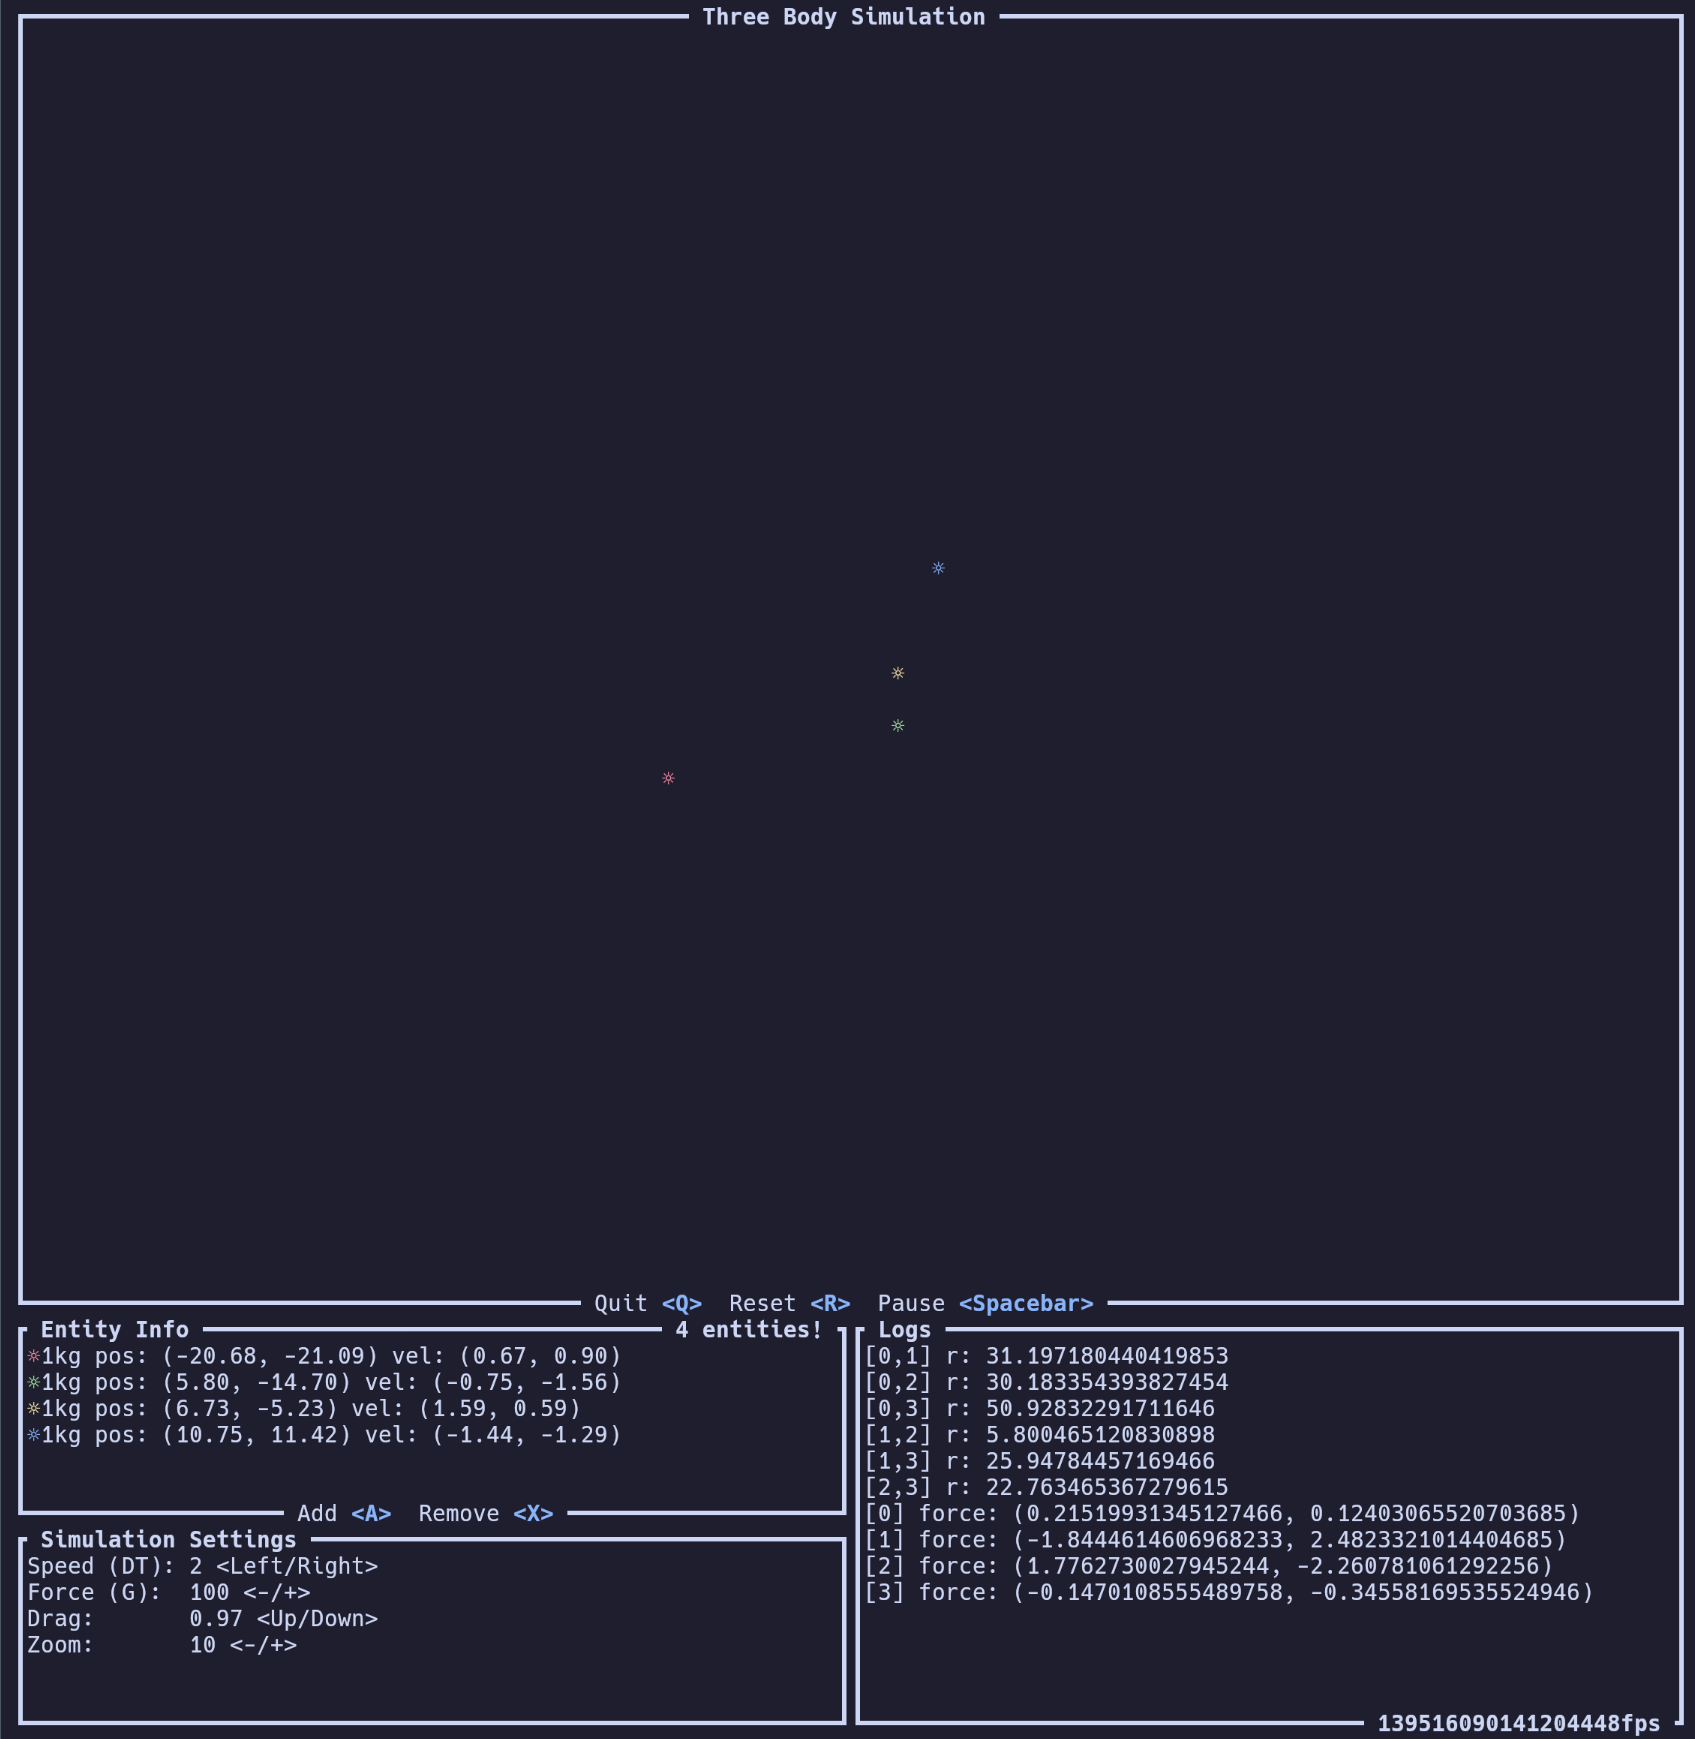 Three Body Simulation
Quit <Q> Reset <R> Pause <Spacebar>
Entity Info 4 entities!
☼1kg pos: (-20.68, -21.09) vel: (0.67, 0.90)
☼1kg pos: (5.80, -14.70) vel: (-0.75, -1.56)
☼1kg pos: (6.73, -5.23) vel: (1.59, 0.59)
☼1kg pos: (10.75, 11.42) vel: (-1.44, -1.29)
Add <A> Remove <X>
Simulation Settings
Speed (DT): 2 <Left/Right>
Force (G): 100 <-/+>
Drag: 0.97 <Up/Down>
Zoom: 10 <-/+>
Logs
[0,1] r: 31.197180440419853
[0,2] r: 30.183354393827454
[0,3] r: 50.92832291711646
[1,2] r: 5.800465120830898
[1,3] r: 25.94784457169466
[2,3] r: 22.763465367279615
[0] force: (0.21519931345127466, 0.12403065520703685)
[1] force: (-1.8444614606968233, 2.4823321014404685)
[2] force: (1.7762730027945244, -2.260781061292256)
[3] force: (-0.1470108555489758, -0.34558169535524946)
139516090141204448fps